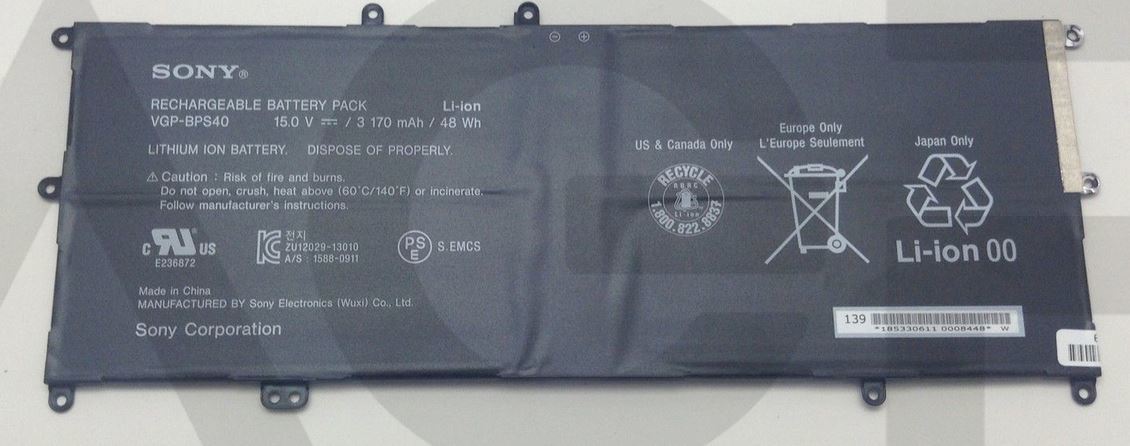 SONY®
RECHARGEABLE BATTERY PACK Li-ion
VGP-BPS40 15.0 V ⎓ / 3 170 mAh / 48 Wh
LITHIUM ION BATTERY. DISPOSE OF PROPERLY.
⚠ Caution : Risk of fire and burns.
Do not open, crush, heat above (60°C/140°F) or incinerate.
Follow manufacturer's instructions.
c RU US
E236872
전지
ZU12029-13010
A/S : 1588-0911
PS
E
S.EMCS
Made in China
MANUFACTURED BY Sony Electronics (Wuxi) Co., Ltd.
Sony Corporation
US & Canada Only
RECYCLE
RBRC
Li-ion
1.800.822.8837
Europe Only
L'Europe Seulement
Japan Only
Li-ion 00
139
*185330611 0008448* W